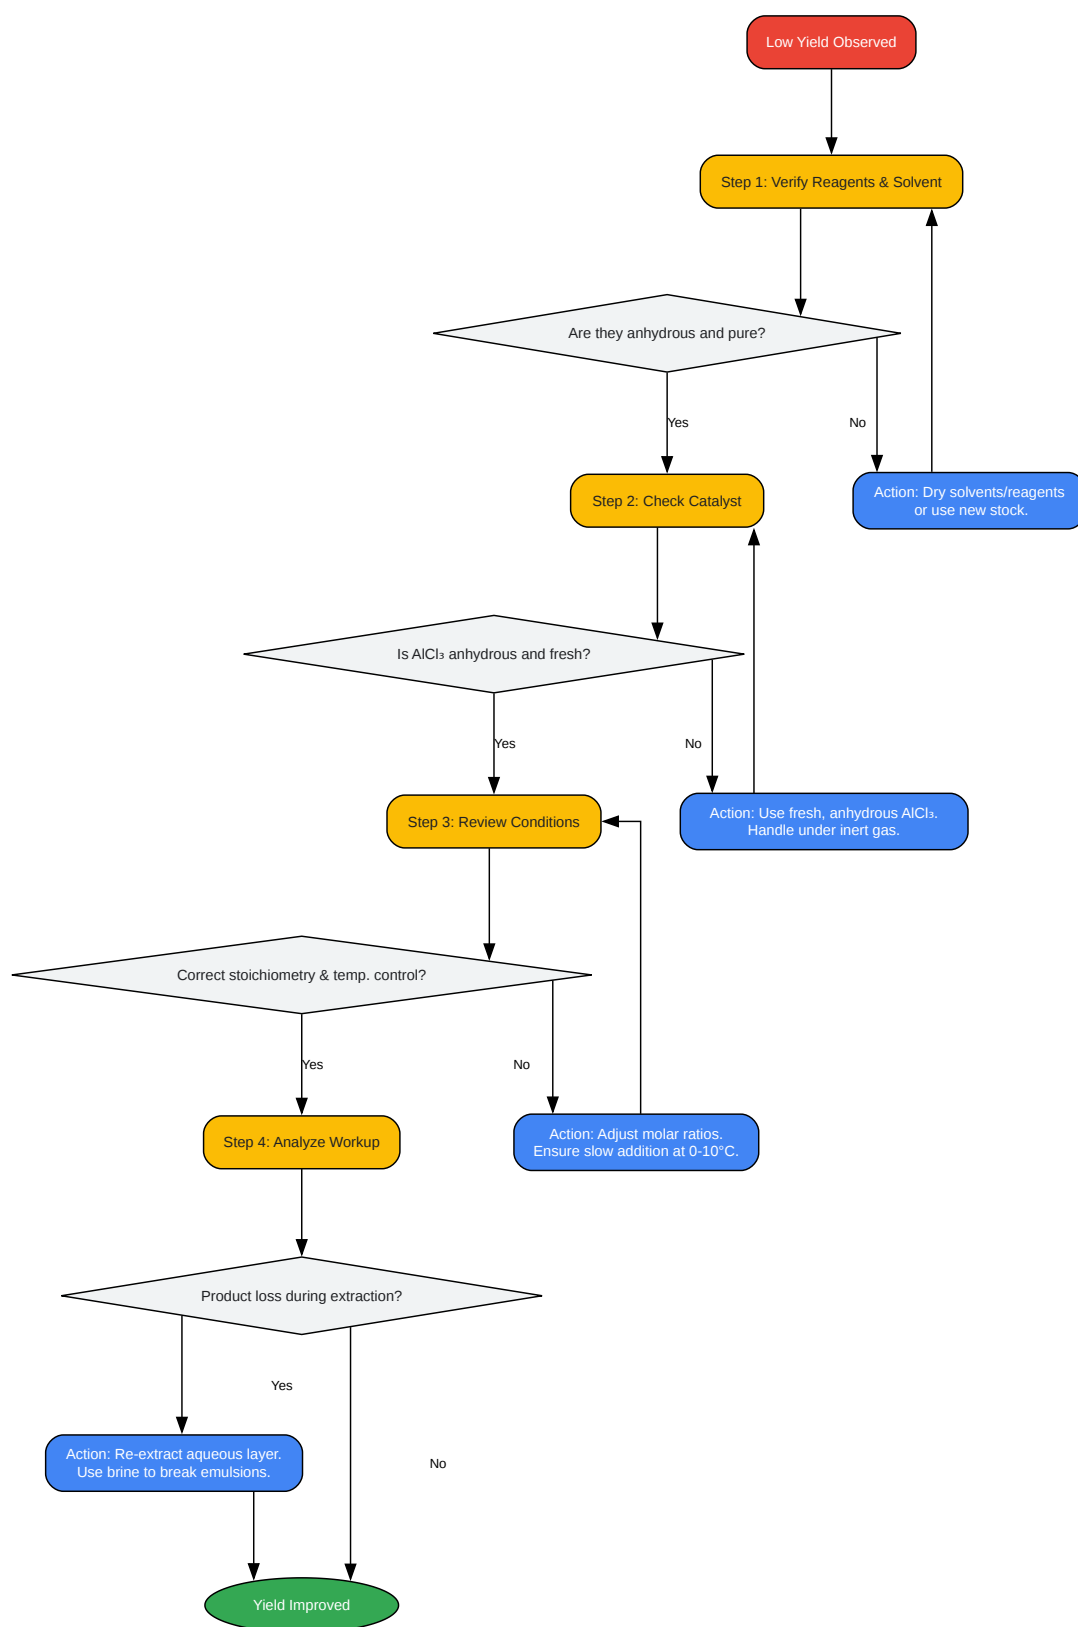 Low Yield Observed
Step 1: Verify Reagents & Solvent
Are they anhydrous and pure?
Yes
No
Step 2: Check Catalyst
Action: Dry solvents/reagents
or use new stock.
Is AlCl₃ anhydrous and fresh?
Yes
No
Step 3: Review Conditions
Action: Use fresh, anhydrous AlCl₃.
Handle under inert gas.
Correct stoichiometry & temp. control?
Yes
No
Step 4: Analyze Workup
Action: Adjust molar ratios.
Ensure slow addition at 0-10°C.
Product loss during extraction?
Yes
No
Action: Re-extract aqueous layer.
Use brine to break emulsions.
Yield Improved